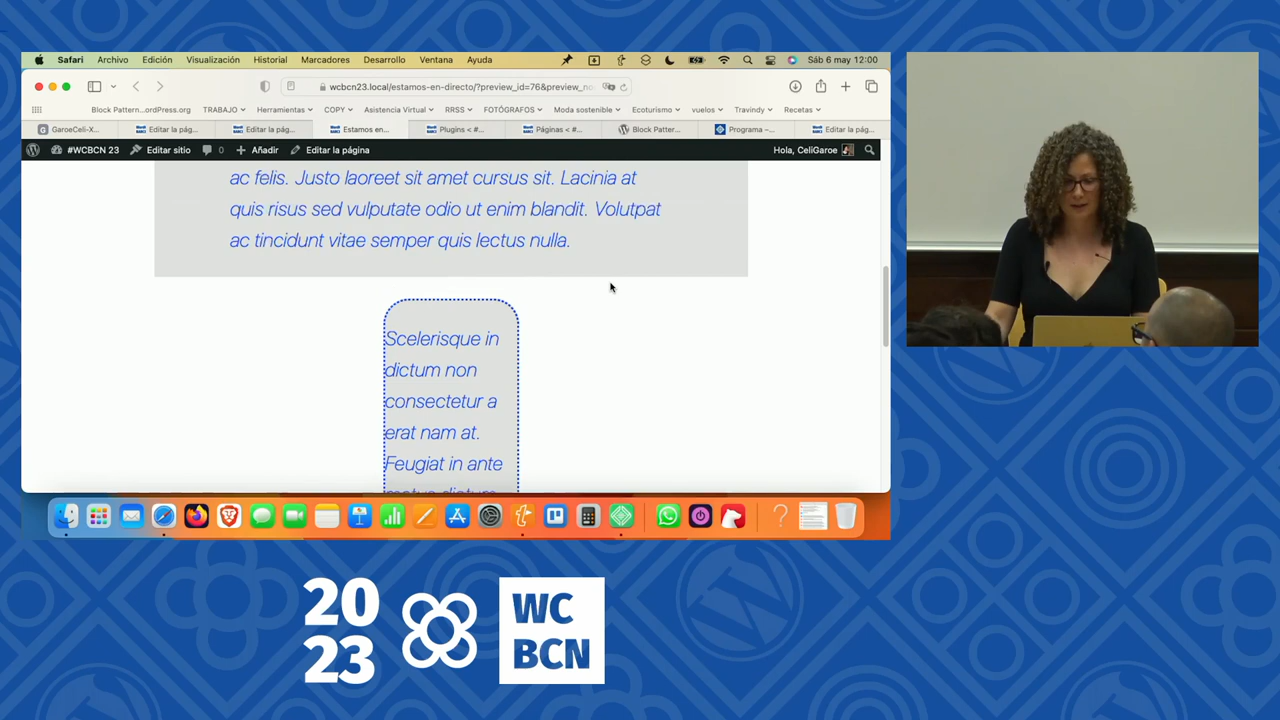 Safari Archivo Edición Visualización Historial Marcadores Desarrollo Ventana Ayuda Sáb 6 may 12:00
wcbcn23.local/estamos-en-directo/?preview_id=76&preview_no
Block Pattern...ordPress.org TRABAJO Herramientas COPY Asistencia Virtual RRSS FOTÓGRAFOS Moda sostenible Ecoturismo vuelos Travindy Recetas
GaroeCeli-X... Editar la pág... Editar la pág... Estamos en... Plugins < #... Páginas < #... Block Patter... Programa –... Editar la pág...
#WCBCN 23 Editar sitio 0 Añadir Editar la página Hola, CeliGaroe
ac felis. Justo laoreet sit amet cursus sit. Lacinia at
quis risus sed vulputate odio ut enim blandit. Volutpat
ac tincidunt vitae semper quis lectus nulla.
Scelerisque in
dictum non
consectetur a
erat nam at.
Feugiat in ante
20
23
WC
BCN